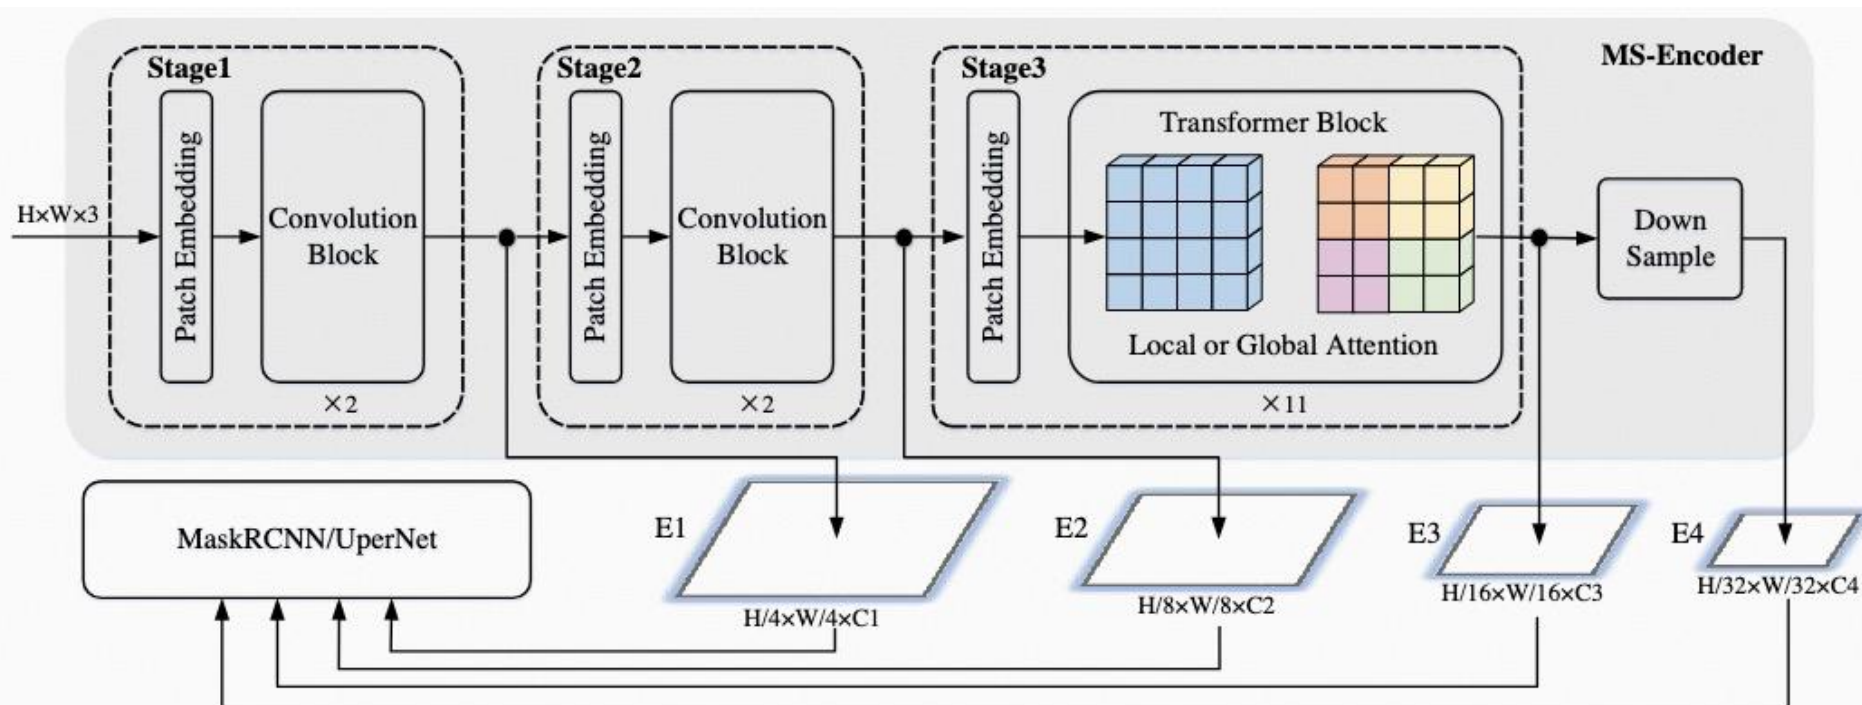 MS-Encoder
Stage1
Stage2
Stage3
H×W×3
Patch Embedding
Convolution
Block
×2
Patch Embedding
Convolution
Block
×2
Patch Embedding
Transformer Block
Local or Global Attention
×11
Down
Sample
MaskRCNN/UperNet
E1
H/4×W/4×C1
E2
H/8×W/8×C2
E3
H/16×W/16×C3
E4
H/32×W/32×C4